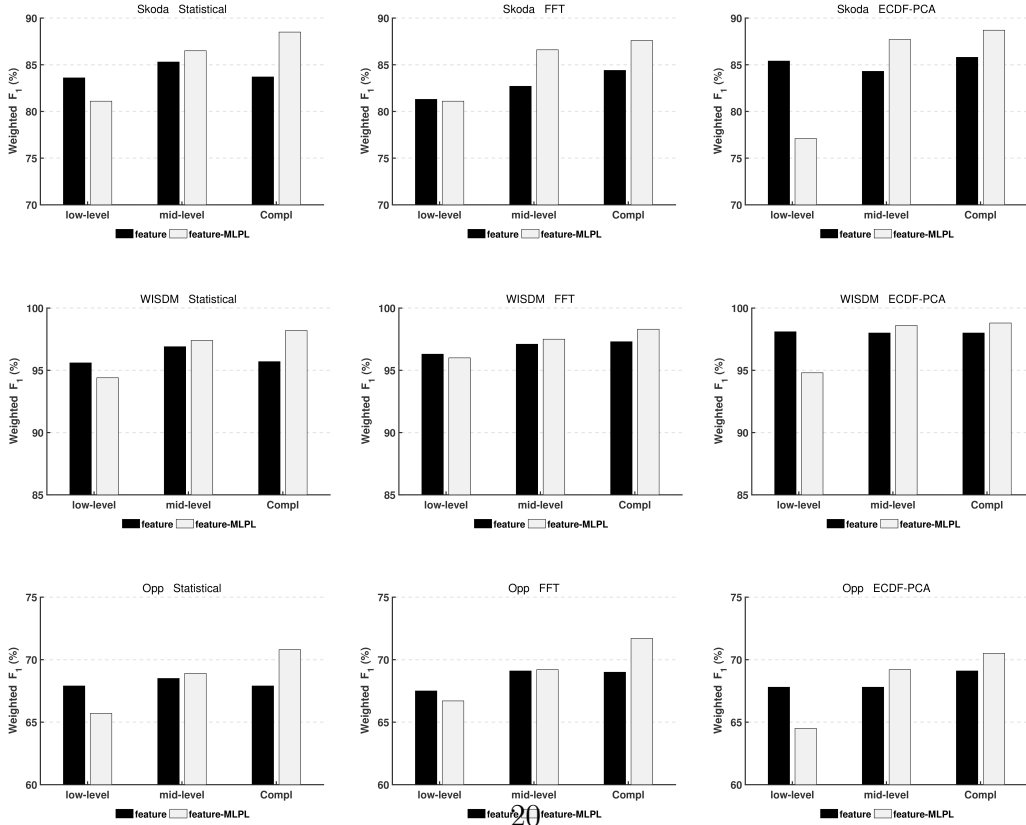 Skoda Statistical
Weighted F1 (%)
90
85
80
75
70
low-level mid-level Compl
feature feature-MLPL
Skoda FFT
Weighted F1 (%)
90
85
80
75
70
low-level mid-level Compl
feature feature-MLPL
Skoda ECDF-PCA
Weighted F1 (%)
90
85
80
75
70
low-level mid-level Compl
feature feature-MLPL
WISDM Statistical
Weighted F1 (%)
100
95
90
85
low-level mid-level Compl
feature feature-MLPL
WISDM FFT
Weighted F1 (%)
100
95
90
85
low-level mid-level Compl
feature feature-MLPL
WISDM ECDF-PCA
Weighted F1 (%)
100
95
90
85
low-level mid-level Compl
feature feature-MLPL
Opp Statistical
Weighted F1 (%)
75
70
65
60
low-level mid-level Compl
feature feature-MLPL
Opp FFT
Weighted F1 (%)
75
70
65
60
low-level mid-level Compl
feature feature-MLPL
Opp ECDF-PCA
Weighted F1 (%)
75
70
65
60
low-level mid-level Compl
feature feature-MLPL
20